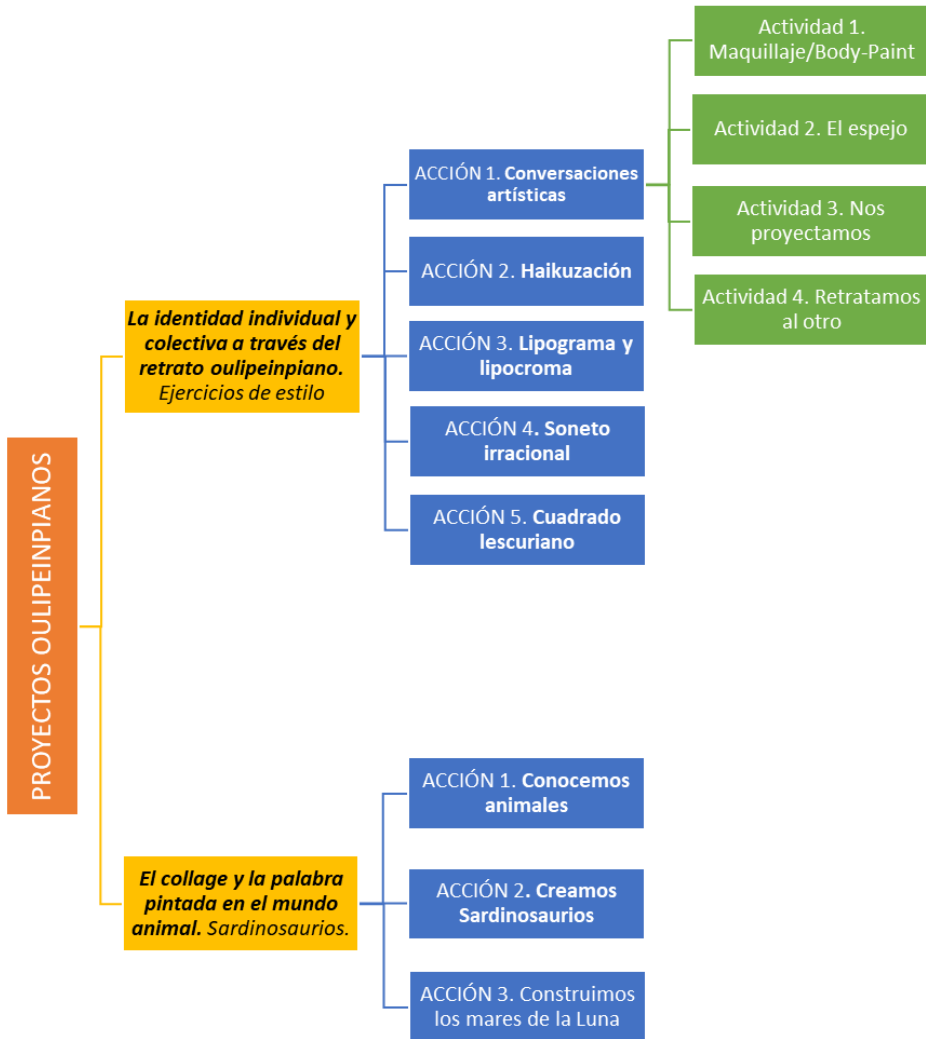 PROYECTOS OULIPEINPIANOS
La identidad individual y
colectiva a través del
retrato oulipeinpiano.
Ejercicios de estilo
ACCIÓN 1. Conversaciones
artísticas
Actividad 1.
Maquillaje/Body-Paint
Actividad 2. El espejo
Actividad 3. Nos
proyectamos
Actividad 4. Retratamos
al otro
ACCIÓN 2. Haikuzación
ACCIÓN 3. Lipograma y
lipocroma
ACCIÓN 4. Soneto
irracional
ACCIÓN 5. Cuadrado
lescuriano
El collage y la palabra
pintada en el mundo
animal. Sardinosaurios.
ACCIÓN 1. Conocemos
animales
ACCIÓN 2. Creamos
Sardinosaurios
ACCIÓN 3. Construimos
los mares de la Luna